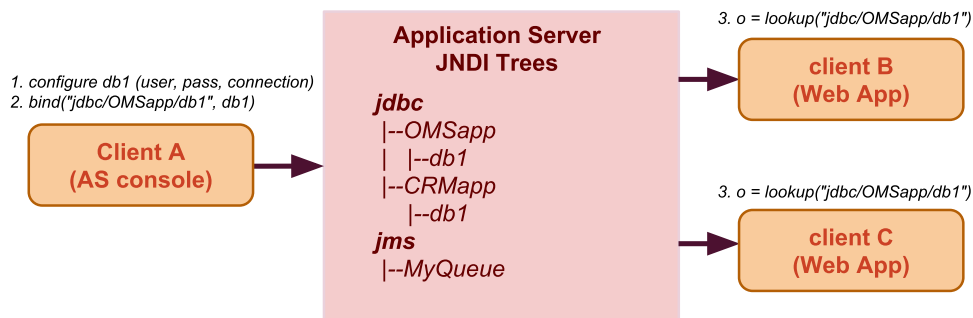 1. configure db1 (user, pass, connection)
2. bind("jdbc/OMSapp/db1", db1)
Client A
(AS console)
Application Server
JNDI Trees
jdbc
|--OMSapp
|   |--db1
|--CRMapp
|--db1
jms
|--MyQueue
3. o = lookup("jdbc/OMSapp/db1")
client B
(Web App)
3. o = lookup("jdbc/OMSapp/db1")
client C
(Web App)